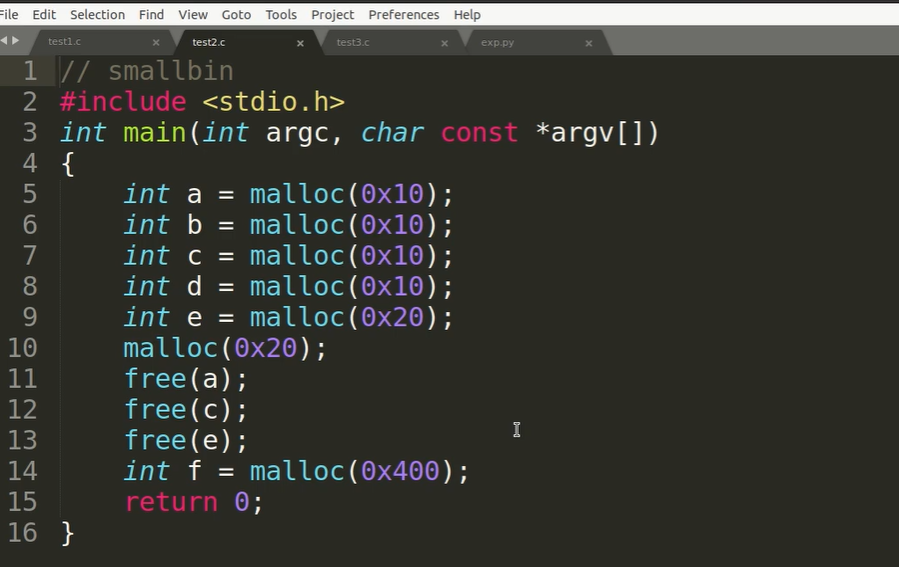 File Edit Selection Find View Goto Tools Project Preferences Help
test1.c × test2.c × test3.c × exp.py ×
1 // smallbin
2 #include <stdio.h>
3 int main(int argc, char const *argv[])
4 {
5 int a = malloc(0x10);
6 int b = malloc(0x10);
7 int c = malloc(0x10);
8 int d = malloc(0x10);
9 int e = malloc(0x20);
10 malloc(0x20);
11 free(a);
12 free(c);
13 free(e);
14 int f = malloc(0x400);
15 return 0;
16 }